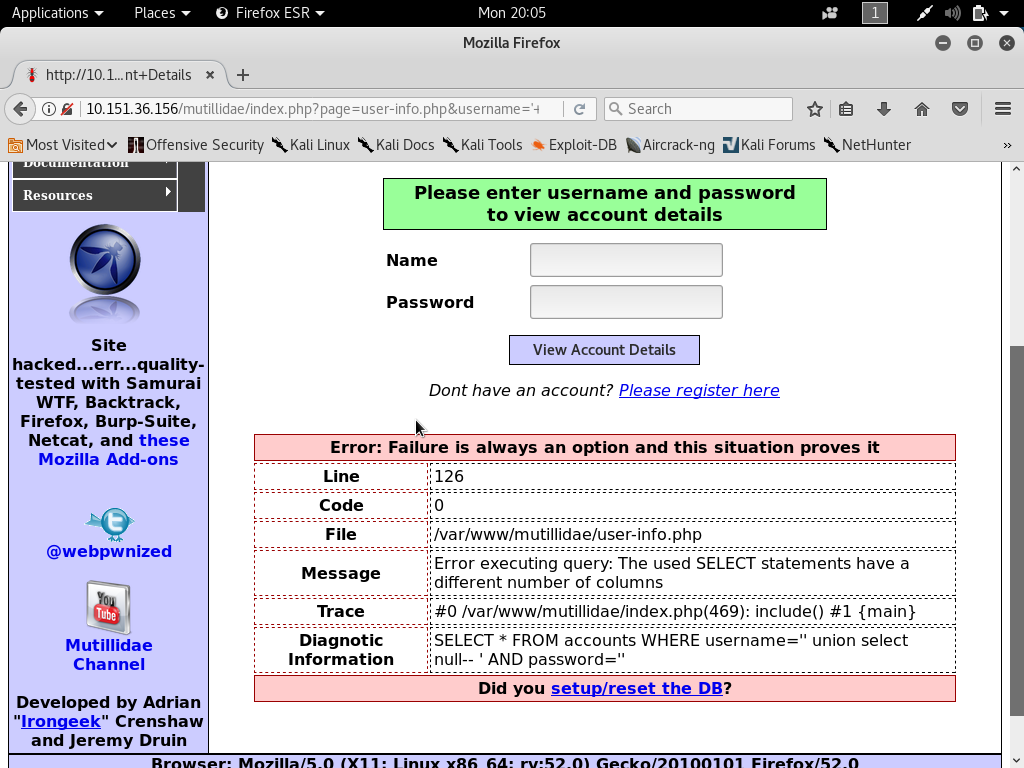 Applications Places Firefox ESR Mon 20:05 1
Mozilla Firefox
http://10.1...nt+Details
10.151.36.156/mutillidae/index.php?page=user-info.php&username='+ Search
Most Visited Offensive Security Kali Linux Kali Docs Kali Tools Exploit-DB Aircrack-ng Kali Forums NetHunter »
Documentation
Resources
Site
hacked...err...quality-
tested with Samurai
WTF, Backtrack,
Firefox, Burp-Suite,
Netcat, and these
Mozilla Add-ons
@webpwnized
You
Tube
Mutillidae
Channel
Developed by Adrian
"Irongeek" Crenshaw
and Jeremy Druin
Please enter username and password
to view account details
Name
Password
View Account Details
Dont have an account? Please register here
Error: Failure is always an option and this situation proves it
Line 126
Code 0
File /var/www/mutillidae/user-info.php
Message Error executing query: The used SELECT statements have a
different number of columns
Trace #0 /var/www/mutillidae/index.php(469): include() #1 {main}
Diagnostic Information SELECT * FROM accounts WHERE username='' union select
null-- ' AND password=''
Did you setup/reset the DB?
Browser: Mozilla/5.0 (X11; Linux x86_64; rv:52.0) Gecko/20100101 Firefox/52.0